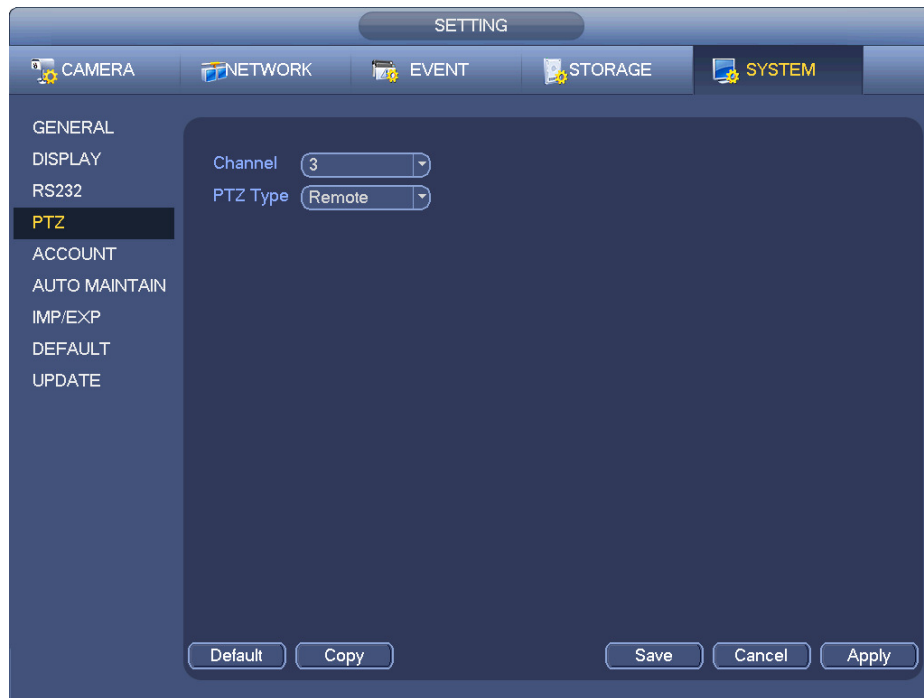 SETTING
CAMERA NETWORK EVENT STORAGE SYSTEM
GENERAL
DISPLAY
RS232
PTZ
ACCOUNT
AUTO MAINTAIN
IMP/EXP
DEFAULT
UPDATE
Channel 3
PTZ Type Remote
Default Copy Save Cancel Apply